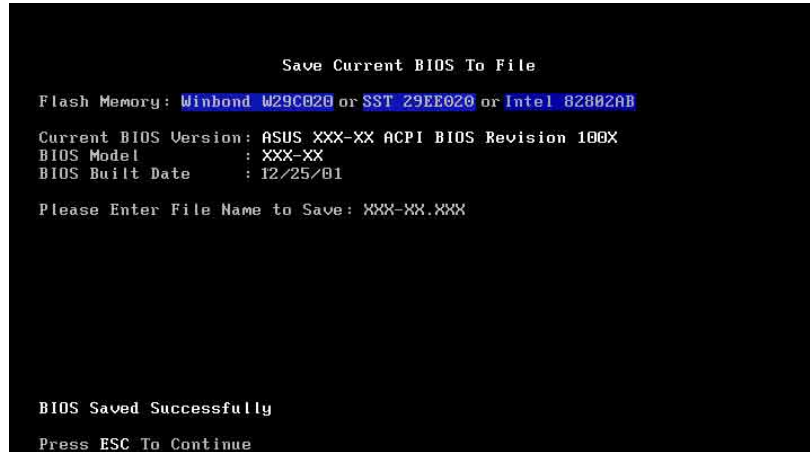 Save Current BIOS To File
Flash Memory: Winbond W29C020 or SST 29EE020 or Intel 82802AB
Current BIOS Version: ASUS XXX-XX ACPI BIOS Revision 100X
BIOS Model : XXX-XX
BIOS Built Date : 12/25/01
Please Enter File Name to Save: XXX-XX.XXX
BIOS Saved Successfully
Press ESC To Continue